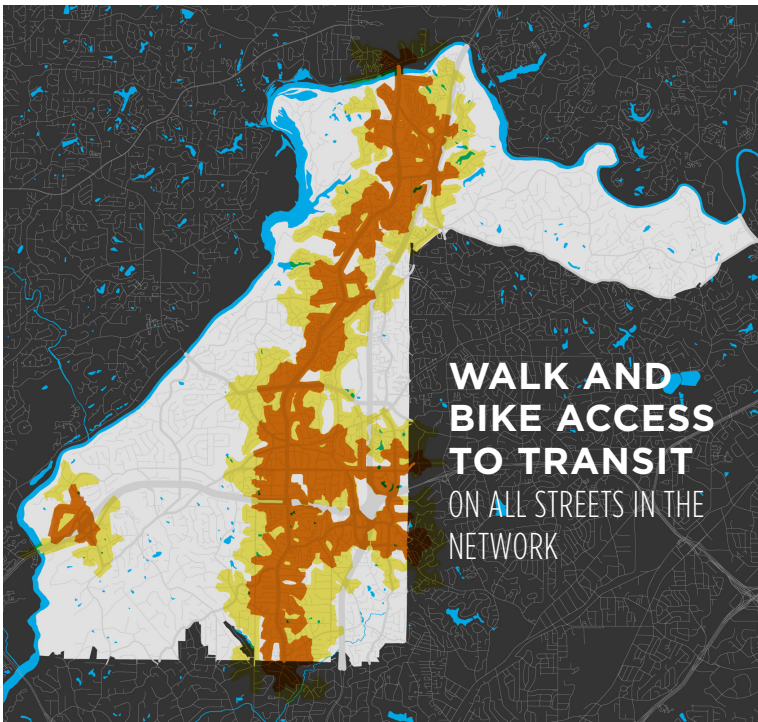 WALK AND
BIKE ACCESS
TO TRANSIT
ON ALL STREETS IN THE
NETWORK